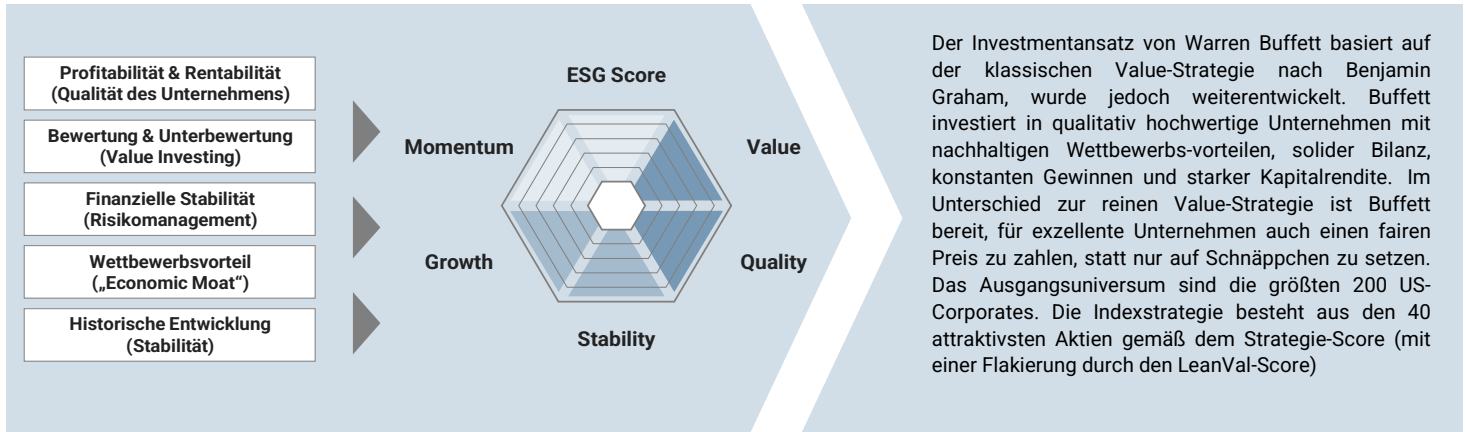 Profitabilität & Rentabilität
(Qualität des Unternehmens)
Bewertung & Unterbewertung
(Value Investing)
Finanzielle Stabilität
(Risikomanagement)
Wettbewerbsvorteil
(„Economic Moat“)
Historische Entwicklung
(Stabilität)
ESG Score
Momentum
Value
Growth
Quality
Stability
Der Investmentansatz von Warren Buffett basiert auf
der klassischen Value-Strategie nach Benjamin
Graham, wurde jedoch weiterentwickelt. Buffett
investiert in qualitativ hochwertige Unternehmen mit
nachhaltigen Wettbewerbs-vorteilen, solider Bilanz,
konstanten Gewinnen und starker Kapitalrendite. Im
Unterschied zur reinen Value-Strategie ist Buffett
bereit, für exzellente Unternehmen auch einen fairen
Preis zu zahlen, statt nur auf Schnäppchen zu setzen.
Das Ausgangsuniversum sind die größten 200 US-
Corporates. Die Indexstrategie besteht aus den 40
attraktivsten Aktien gemäß dem Strategie-Score (mit
einer Flakierung durch den LeanVal-Score)